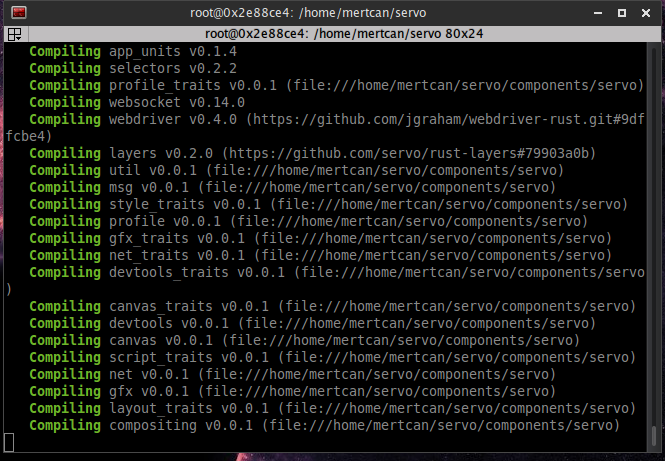 root@0x2e88ce4: /home/mertcan/servo
root@0x2e88ce4: /home/mertcan/servo 80x24
Compiling app_units v0.1.4
Compiling selectors v0.2.2
Compiling profile_traits v0.0.1 (file:///home/mertcan/servo/components/servo)
Compiling websocket v0.14.0
Compiling webdriver v0.4.0 (https://github.com/jgraham/webdriver-rust.git#9df
fcbe4)
Compiling layers v0.2.0 (https://github.com/servo/rust-layers#79903a0b)
Compiling util v0.0.1 (file:///home/mertcan/servo/components/servo)
Compiling msg v0.0.1 (file:///home/mertcan/servo/components/servo)
Compiling style_traits v0.0.1 (file:///home/mertcan/servo/components/servo)
Compiling profile v0.0.1 (file:///home/mertcan/servo/components/servo)
Compiling gfx_traits v0.0.1 (file:///home/mertcan/servo/components/servo)
Compiling net_traits v0.0.1 (file:///home/mertcan/servo/components/servo)
Compiling devtools_traits v0.0.1 (file:///home/mertcan/servo/components/servo
)
Compiling canvas_traits v0.0.1 (file:///home/mertcan/servo/components/servo)
Compiling devtools v0.0.1 (file:///home/mertcan/servo/components/servo)
Compiling canvas v0.0.1 (file:///home/mertcan/servo/components/servo)
Compiling script_traits v0.0.1 (file:///home/mertcan/servo/components/servo)
Compiling net v0.0.1 (file:///home/mertcan/servo/components/servo)
Compiling gfx v0.0.1 (file:///home/mertcan/servo/components/servo)
Compiling layout_traits v0.0.1 (file:///home/mertcan/servo/components/servo)
Compiling compositing v0.0.1 (file:///home/mertcan/servo/components/servo)